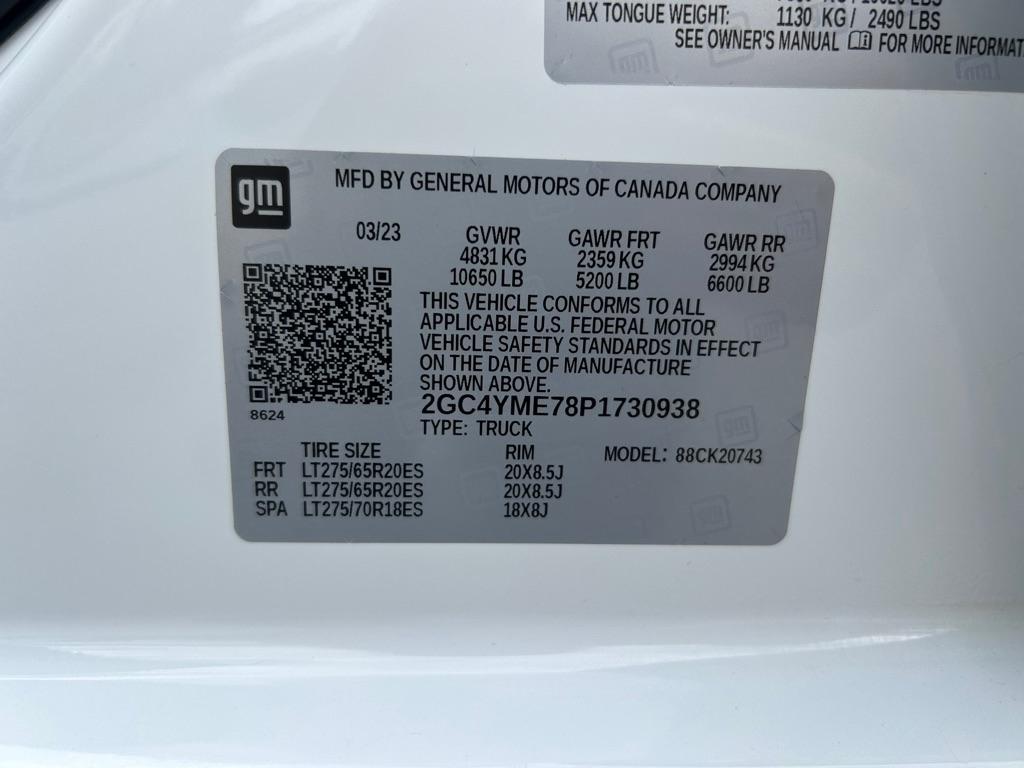 MAX TONGUE WEIGHT: 1130 KG / 2490 LBS
SEE OWNER'S MANUAL FOR MORE
gm
MFD BY GENERAL MOTORS OF CANADA COMPANY
03/23 GVWR GAWR FRT GAWR RR
4831 KG 2359 KG 2994 KG
10650 LB 5200 LB 6600 LB
THIS VEHICLE CONFORMS TO ALL
APPLICABLE U.S. FEDERAL MOTOR
VEHICLE SAFETY STANDARDS IN EFFECT
ON THE DATE OF MANUFACTURE
SHOWN ABOVE.
8624 2GC4YME78P1730938
TYPE: TRUCK
TIRE SIZE RIM MODEL: 88CK20743
FRT LT275/65R20ES 20X8.5J
RR LT275/65R20ES 20X8.5J
SPA LT275/70R18ES 18X8J